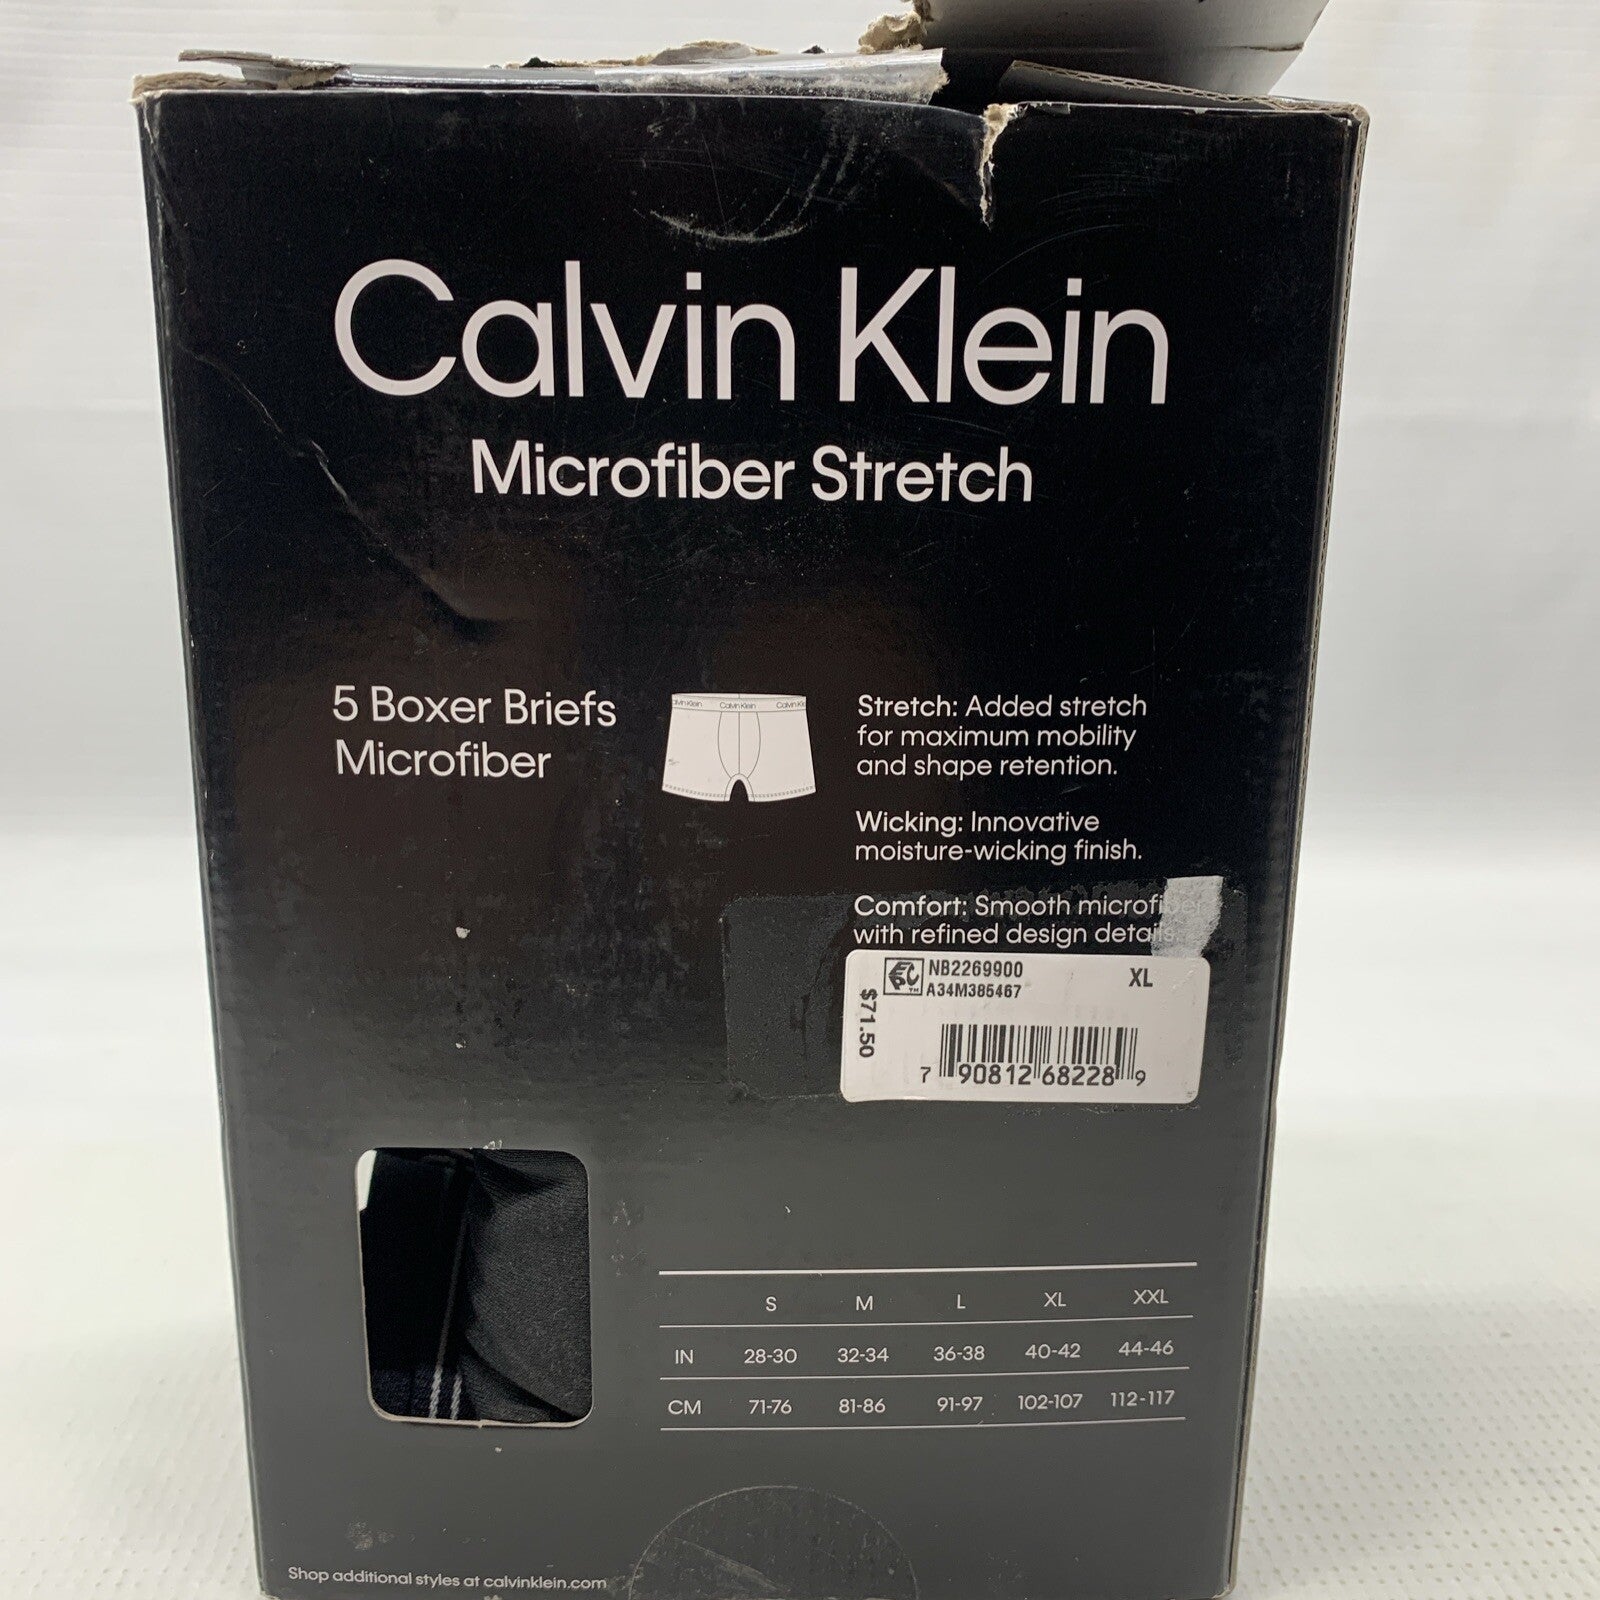 Calvin Klein
Microfiber Stretch
5 Boxer Briefs
Microfiber
Calvin Klein
Stretch: Added stretch
for maximum mobility
and shape retention.
Wicking: Innovative
moisture-wicking finish.
Comfort: Smooth microfiber
with refined design details.
NB2269900 XL
A34M385467
$71.50
7 90812 68228 9
S M L XL XXL
IN 28-30 32-34 36-38 40-42 44-46
CM 71-76 81-86 91-97 102-107 112-117
Shop additional styles at calvinklein.com